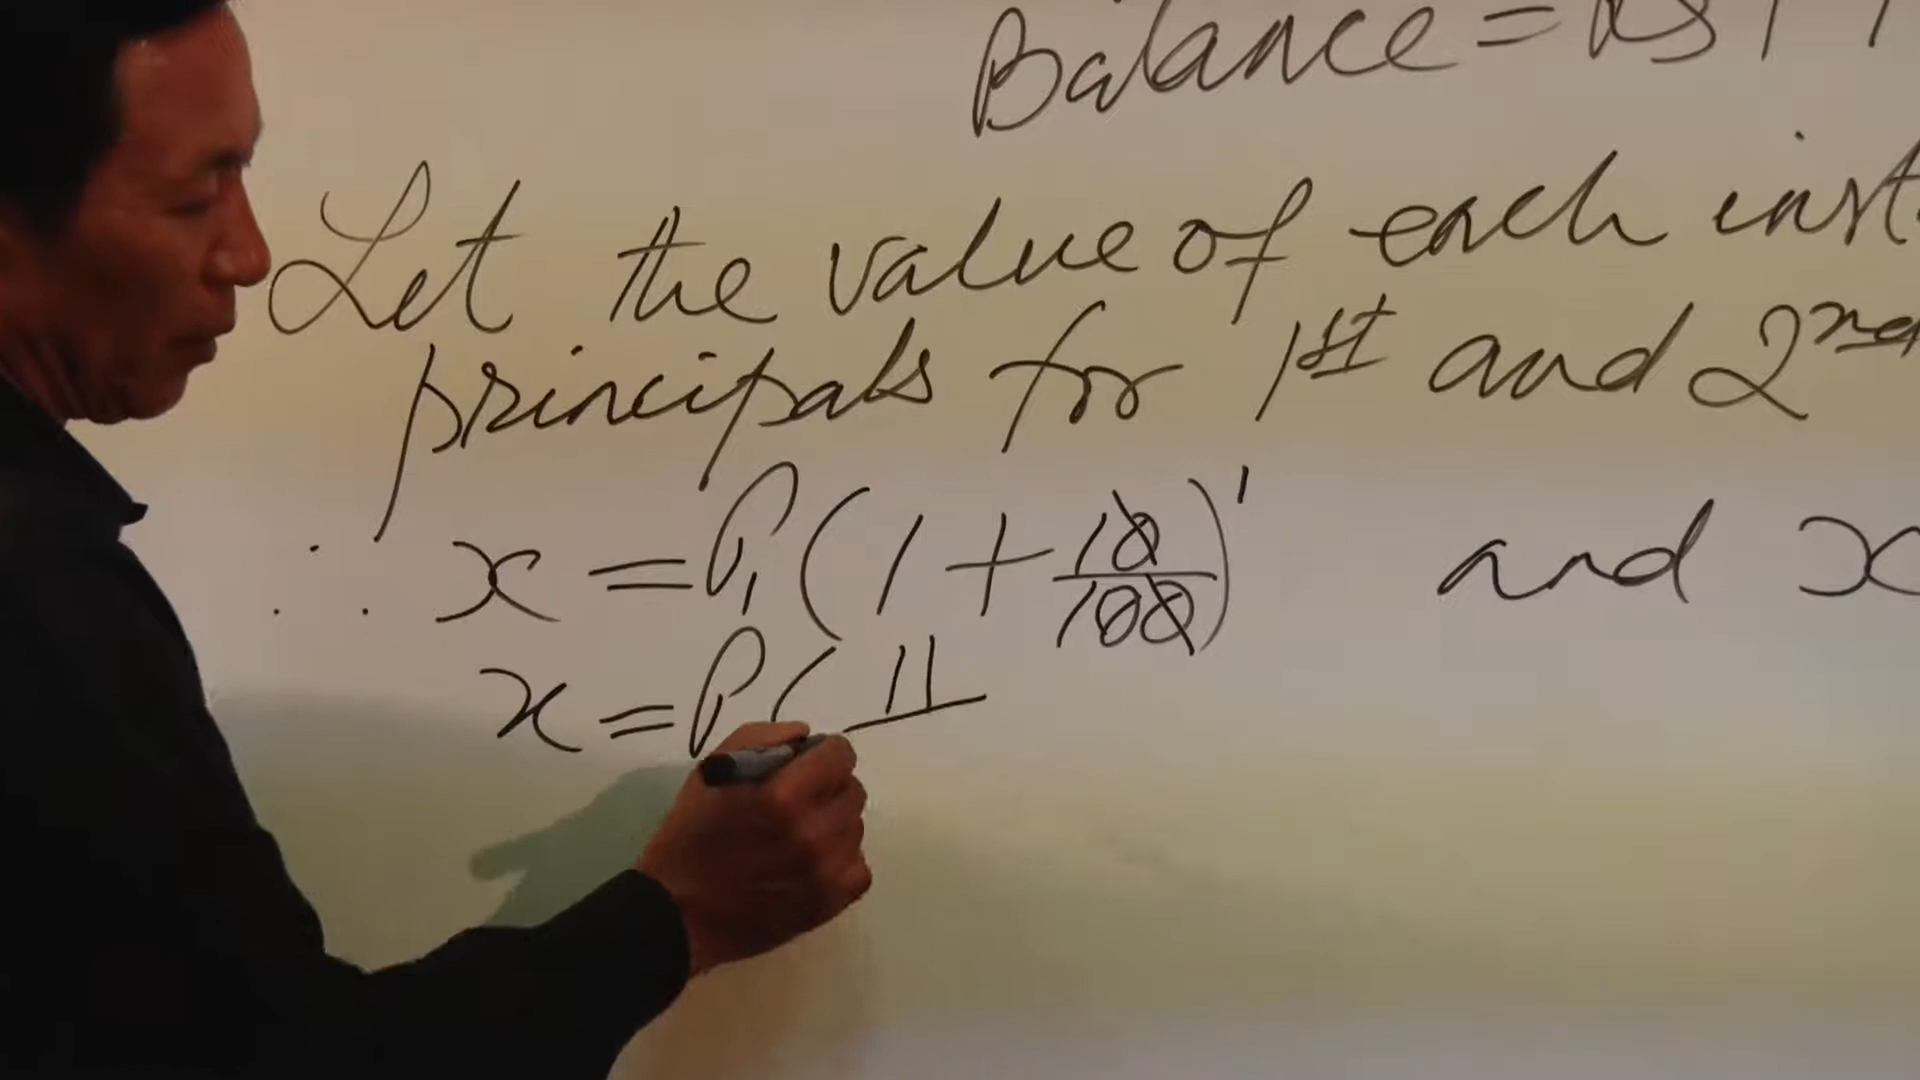 Balance = Rs
Let the value of each inst
principals for 1st and 2nd
∴ x = P₁(1 + 10/100)¹ and x
x = P( 11